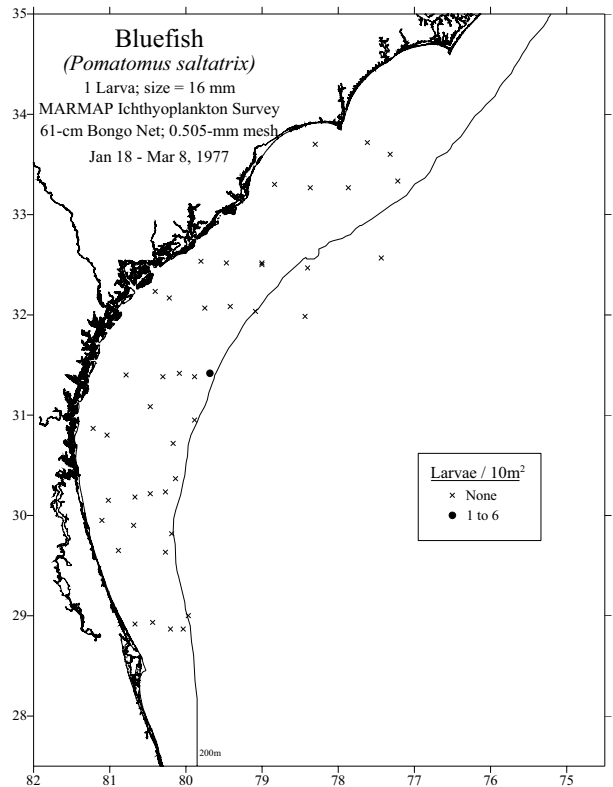 Bluefish
(Pomatomus saltatrix)
1 Larva; size = 16 mm
MARMAP Ichthyoplankton Survey
61-cm Bongo Net; 0.505-mm mesh
Jan 18 - Mar 8, 1977
35
34
33
32
31
30
29
28
Larvae / 10m²
× None
● 1 to 6
200m
82 81 80 79 78 77 76 75